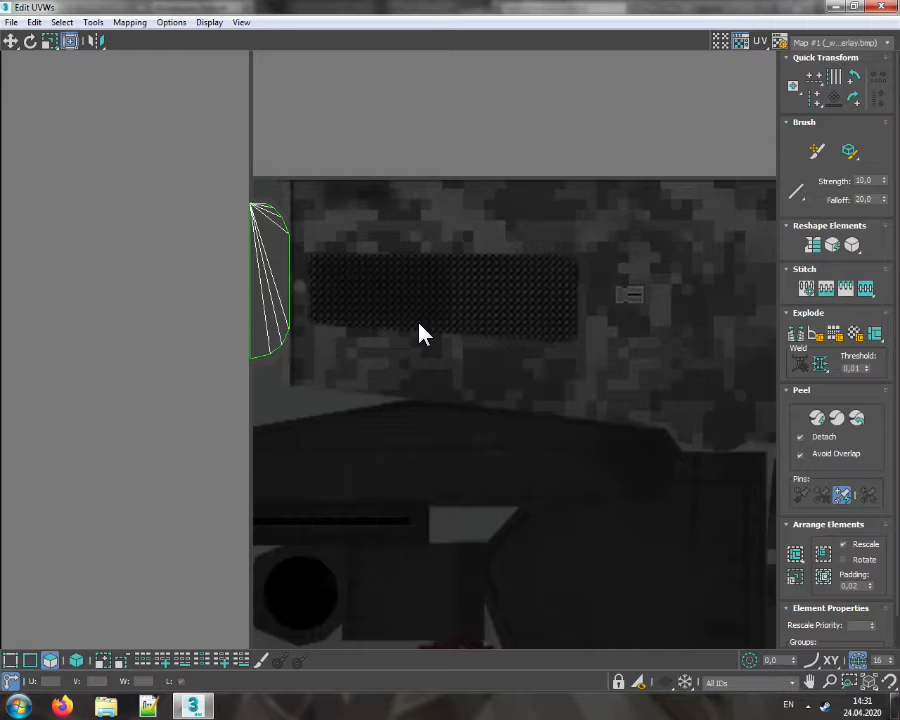 Edit UVWs
File Edit Select Tools Mapping Options Display View
UV Map #1 (_w...erlay.bmp)
Quick Transform
Brush
Strength: 10,0
Falloff: 20,0
Reshape Elements
Stitch
Explode
Weld
Threshold:
0,01
Peel
Detach
Avoid Overlap
Pins:
Arrange Elements
Rescale
Rotate
Padding:
0,02
Element Properties
Rescale Priority:
Groups:
0,0 XY 16
U: V: W: L: All IDs
EN 14:31
24.04.2020